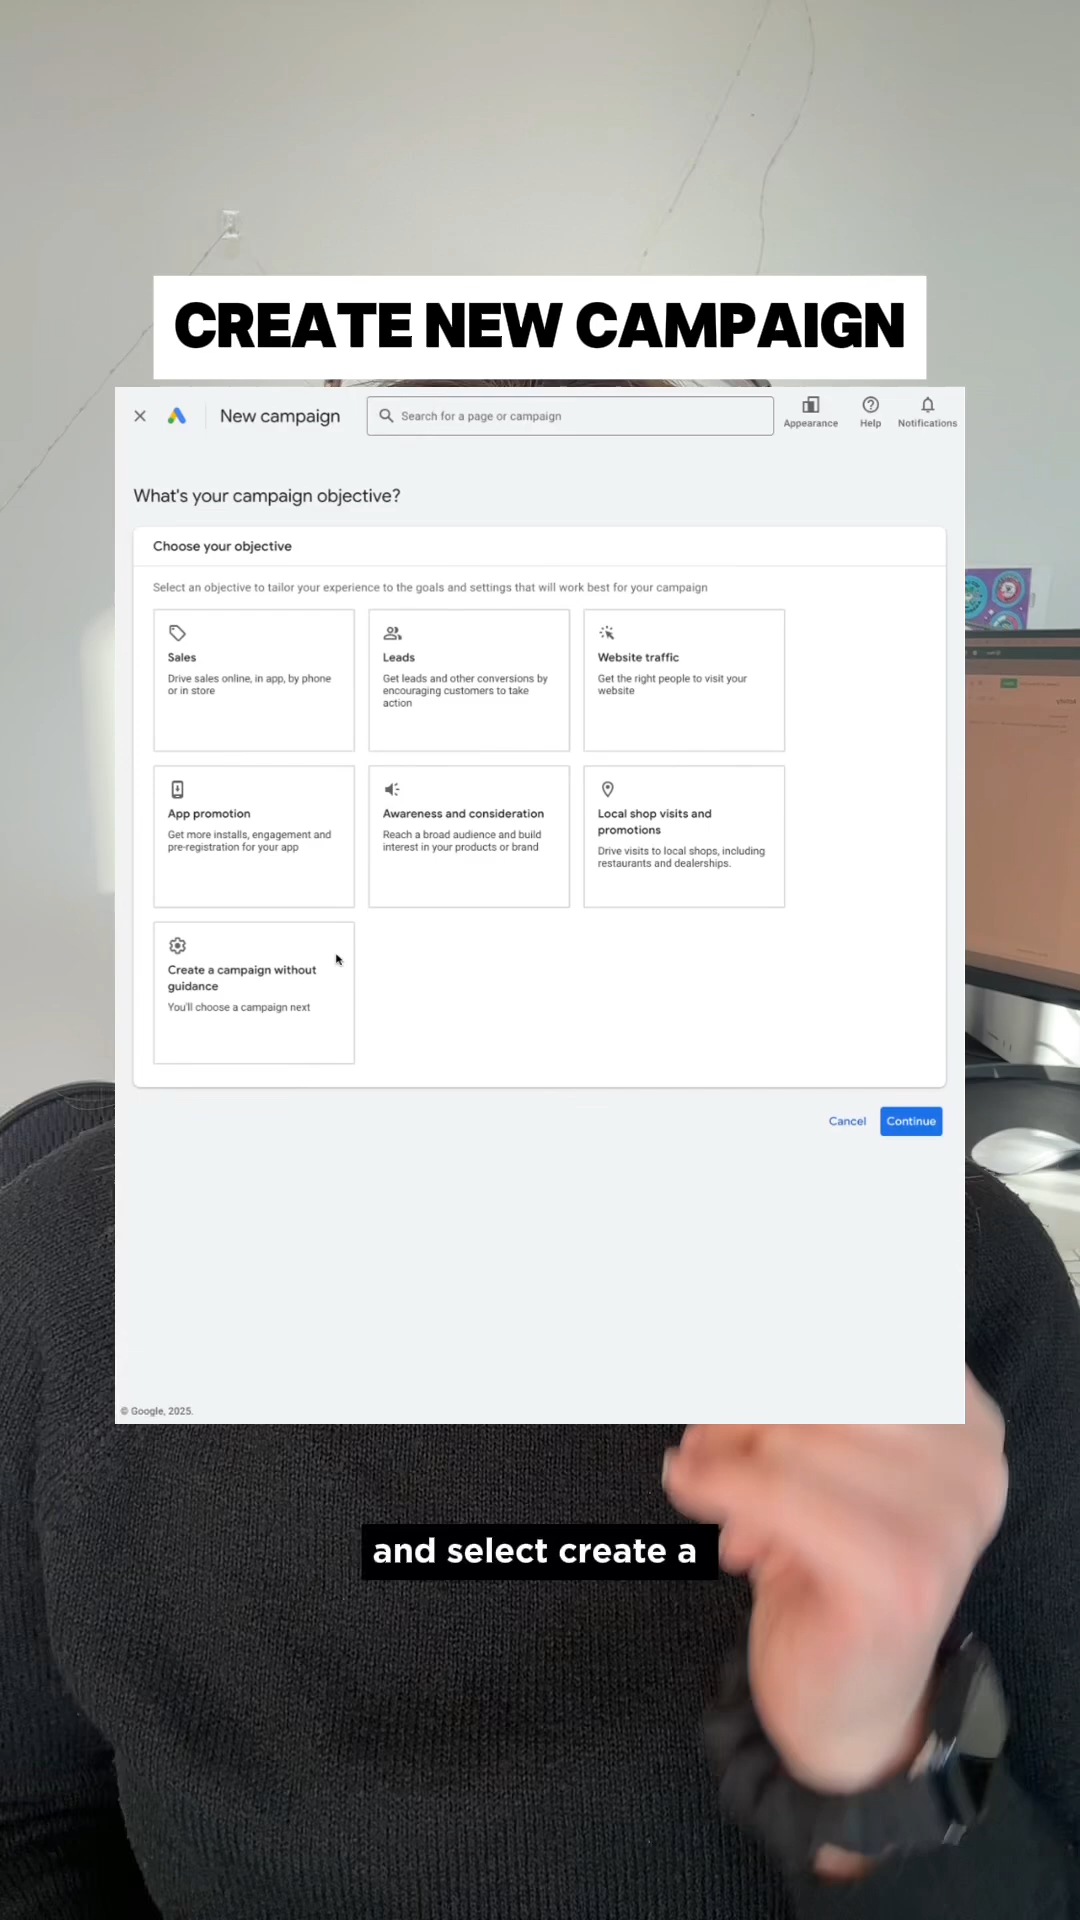 CREATE NEW CAMPAIGN
New campaign
Search for a page or campaign
Appearance
Help
Notifications
What's your campaign objective?
Choose your objective
Select an objective to tailor your experience to the goals and settings that will work best for your campaign
Sales
Drive sales online, in app, by phone
or in store
Leads
Get leads and other conversions by
encouraging customers to take
action
Website traffic
Get the right people to visit your
website
App promotion
Get more installs, engagement and
pre-registration for your app
Awareness and consideration
Reach a broad audience and build
interest in your products or brand
Local shop visits and
promotions
Drive visits to local shops, including
restaurants and dealerships.
Create a campaign without
guidance
You'll choose a campaign next
Cancel
Continue
© Google, 2025.
and select create a